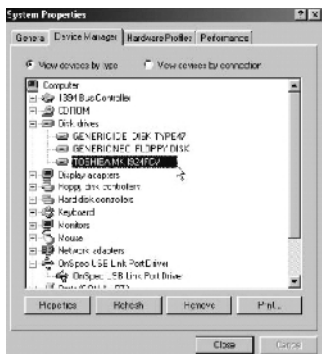 System Properties
General Device Manager Hardware Profiles Performance
View devices by type View devices by connection
Computer
1394 Bus Controller
CDROM
Disk drives
GENERIC IDE DISK TYPE47
GENERIC NEC FLOPPY DISK
TOSHIBA MK
Display adapters
Floppy disk controllers
Hard disk controllers
Keyboard
Monitors
Mouse
Network adapters
OnSpec USB Link Port Driver
OnSpec USB Link Port Driver
Properties Refresh Remove Print...
Close Cancel